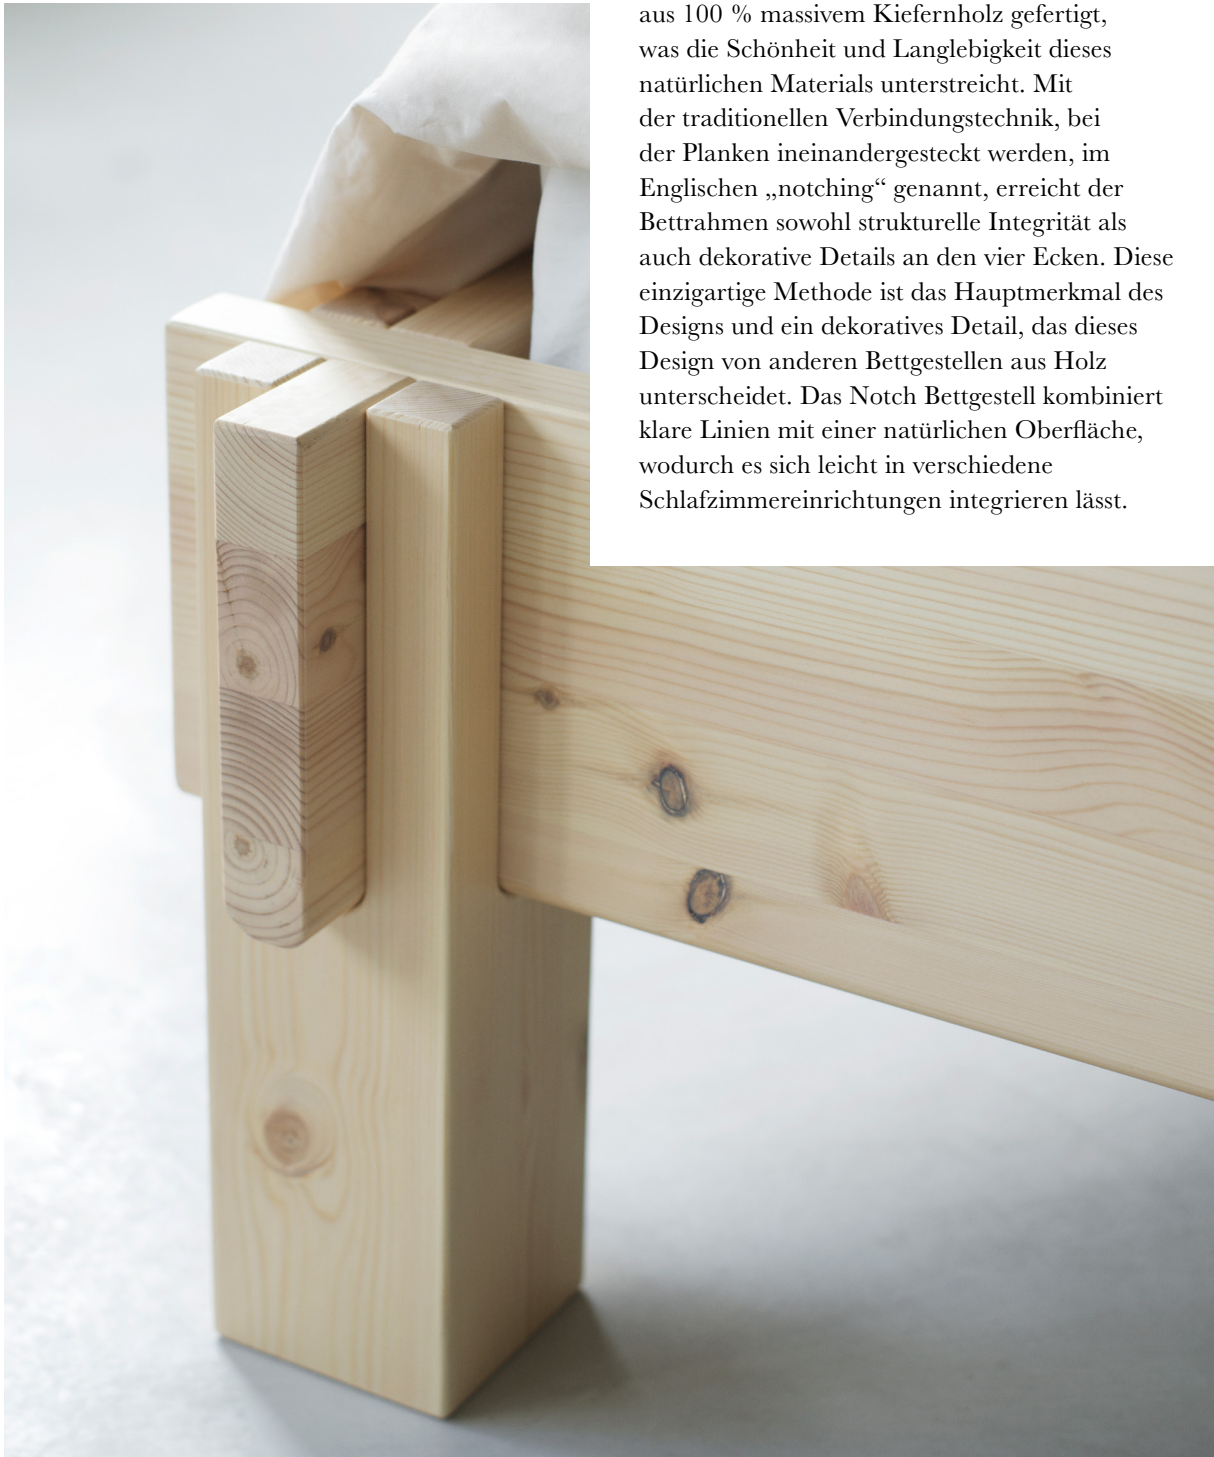 aus 100 % massivem Kiefernholz gefertigt,
was die Schönheit und Langlebigkeit dieses
natürlichen Materials unterstreicht. Mit
der traditionellen Verbindungstechnik, bei
der Planken ineinandergesteckt werden, im
Englischen „notching“ genannt, erreicht der
Bettrahmen sowohl strukturelle Integrität als
auch dekorative Details an den vier Ecken. Diese
einzigartige Methode ist das Hauptmerkmal des
Designs und ein dekoratives Detail, das dieses
Design von anderen Bettgestellen aus Holz
unterscheidet. Das Notch Bettgestell kombiniert
klare Linien mit einer natürlichen Oberfläche,
wodurch es sich leicht in verschiedene
Schlafzimmereinrichtungen integrieren lässt.